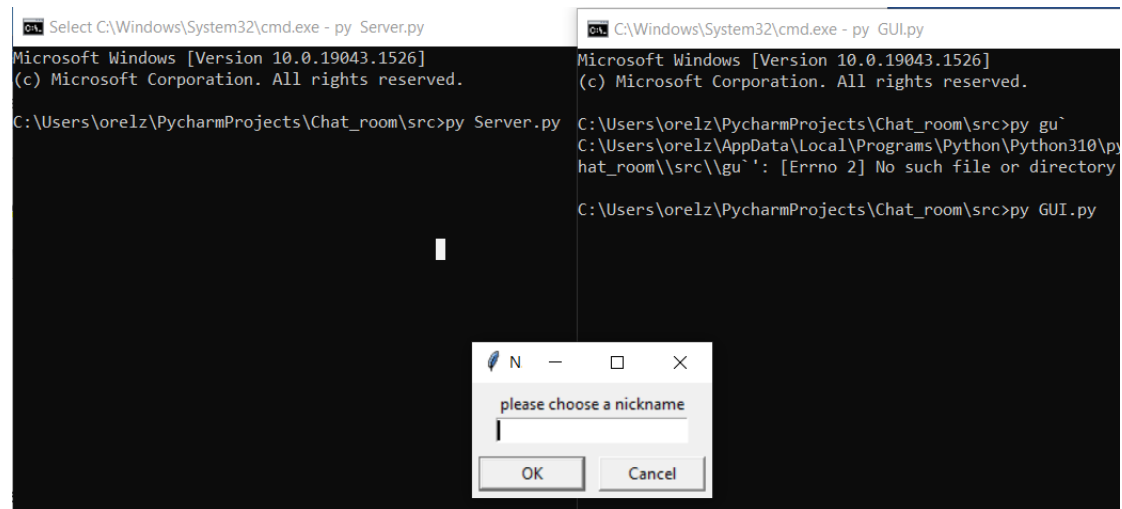 Select C:\Windows\System32\cmd.exe - py  Server.py
Microsoft Windows [Version 10.0.19043.1526]
(c) Microsoft Corporation. All rights reserved.
C:\Users\orelz\PycharmProjects\Chat_room\src>py Server.py
C:\Windows\System32\cmd.exe - py  GUI.py
Microsoft Windows [Version 10.0.19043.1526]
(c) Microsoft Corporation. All rights reserved.
C:\Users\orelz\PycharmProjects\Chat_room\src>py gu`
C:\Users\orelz\AppData\Local\Programs\Python\Python310\py
hat_room\\src\\gu`': [Errno 2] No such file or directory
C:\Users\orelz\PycharmProjects\Chat_room\src>py GUI.py
N
please choose a nickname
OK
Cancel